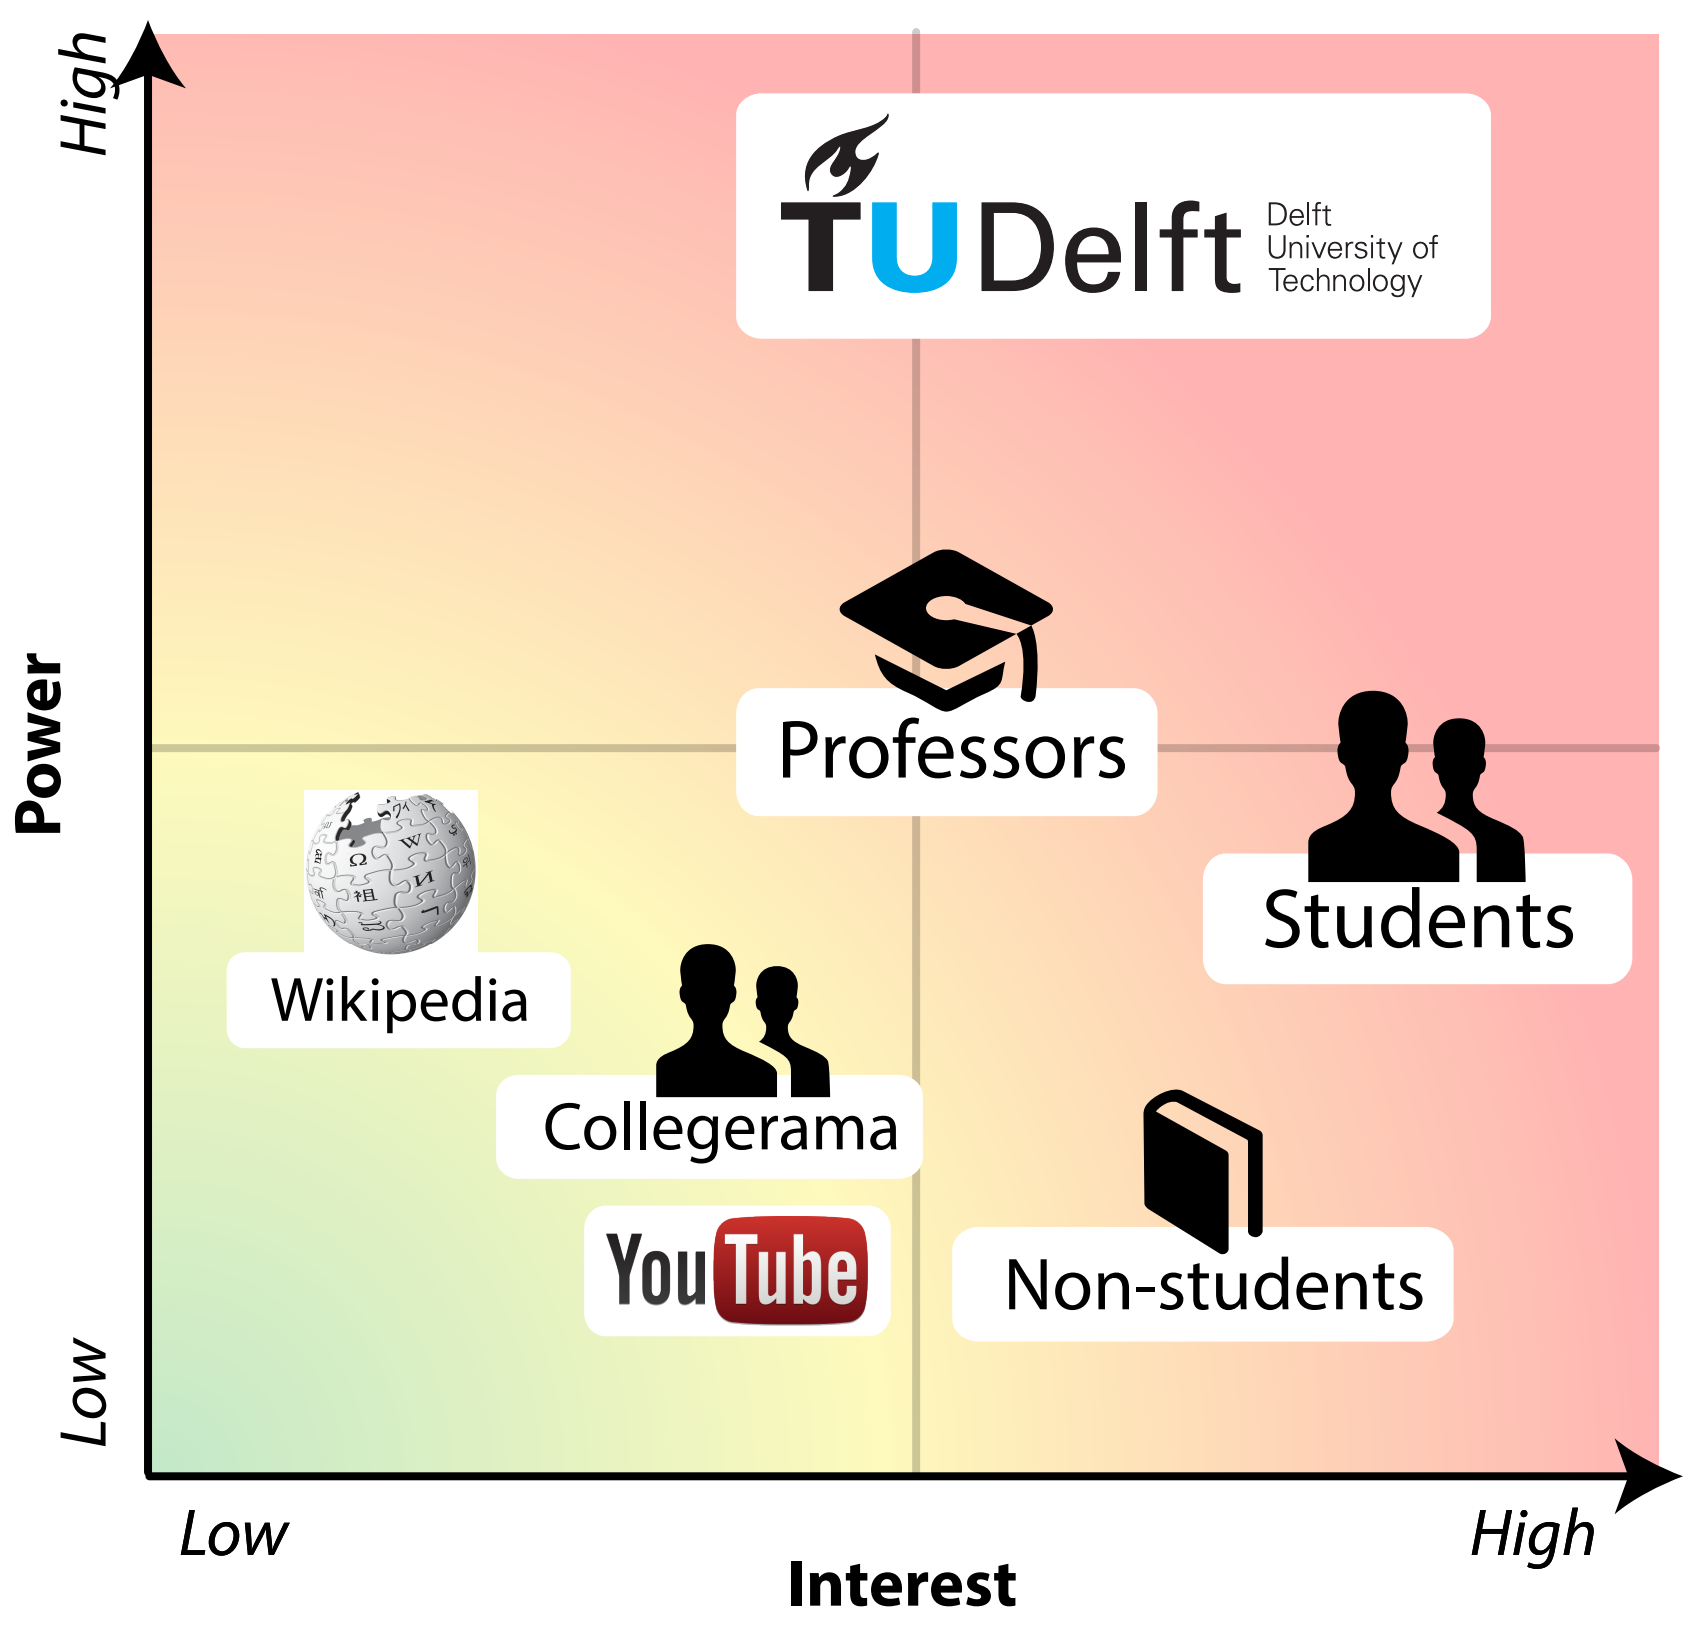 High
TU Delft
Delft
University of
Technology
Power
Professors
Students
Wikipedia
Collegerama
YouTube
Non-students
Low
Low
High
Interest